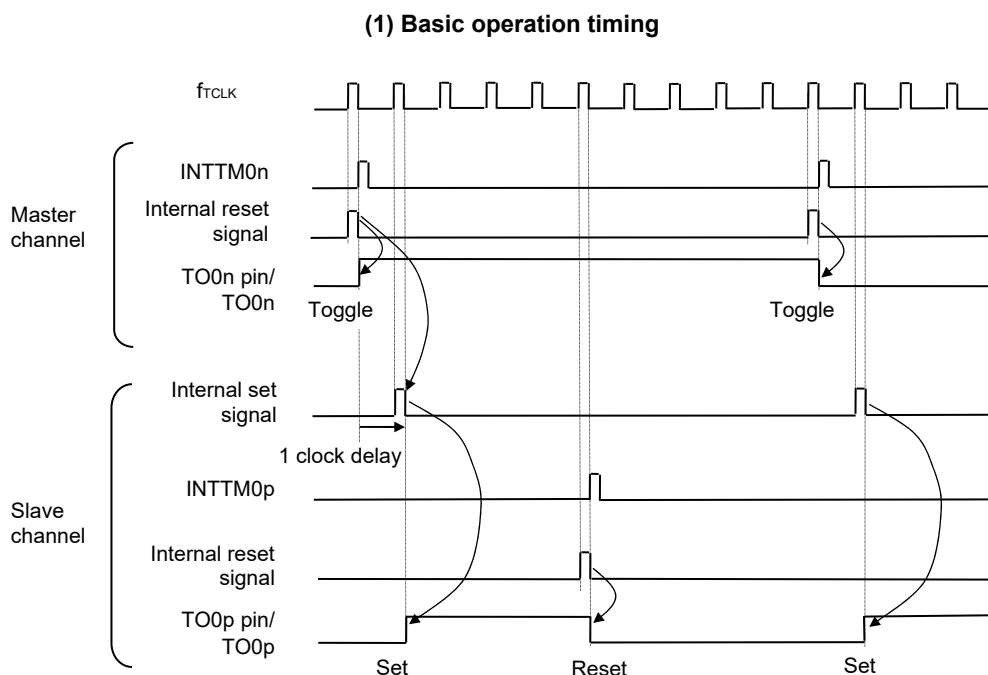 (1) Basic operation timing
fTCLK
INTTM0n
Internal reset
signal
Master
channel
TO0n pin/
TO0n
Toggle
Toggle
Internal set
signal
1 clock delay
INTTM0p
Slave
channel
Internal reset
signal
TO0p pin/
TO0p
Set
Reset
Set